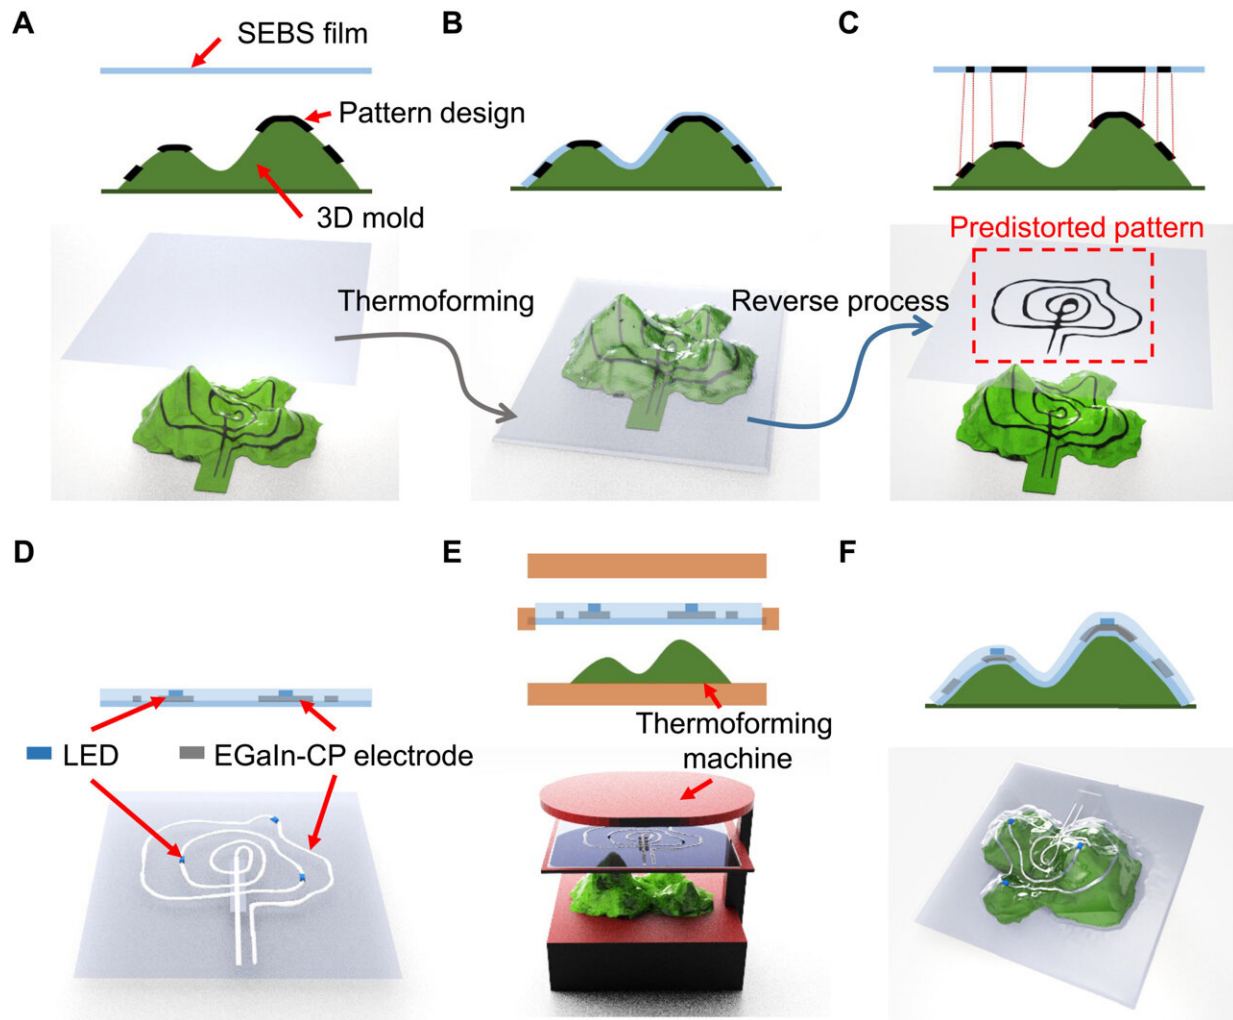 A
B
C
SEBS film
Pattern design
3D mold
Predistorted pattern
Thermoforming
Reverse process
D
E
F
Thermoforming
machine
LED
EGaIn-CP electrode